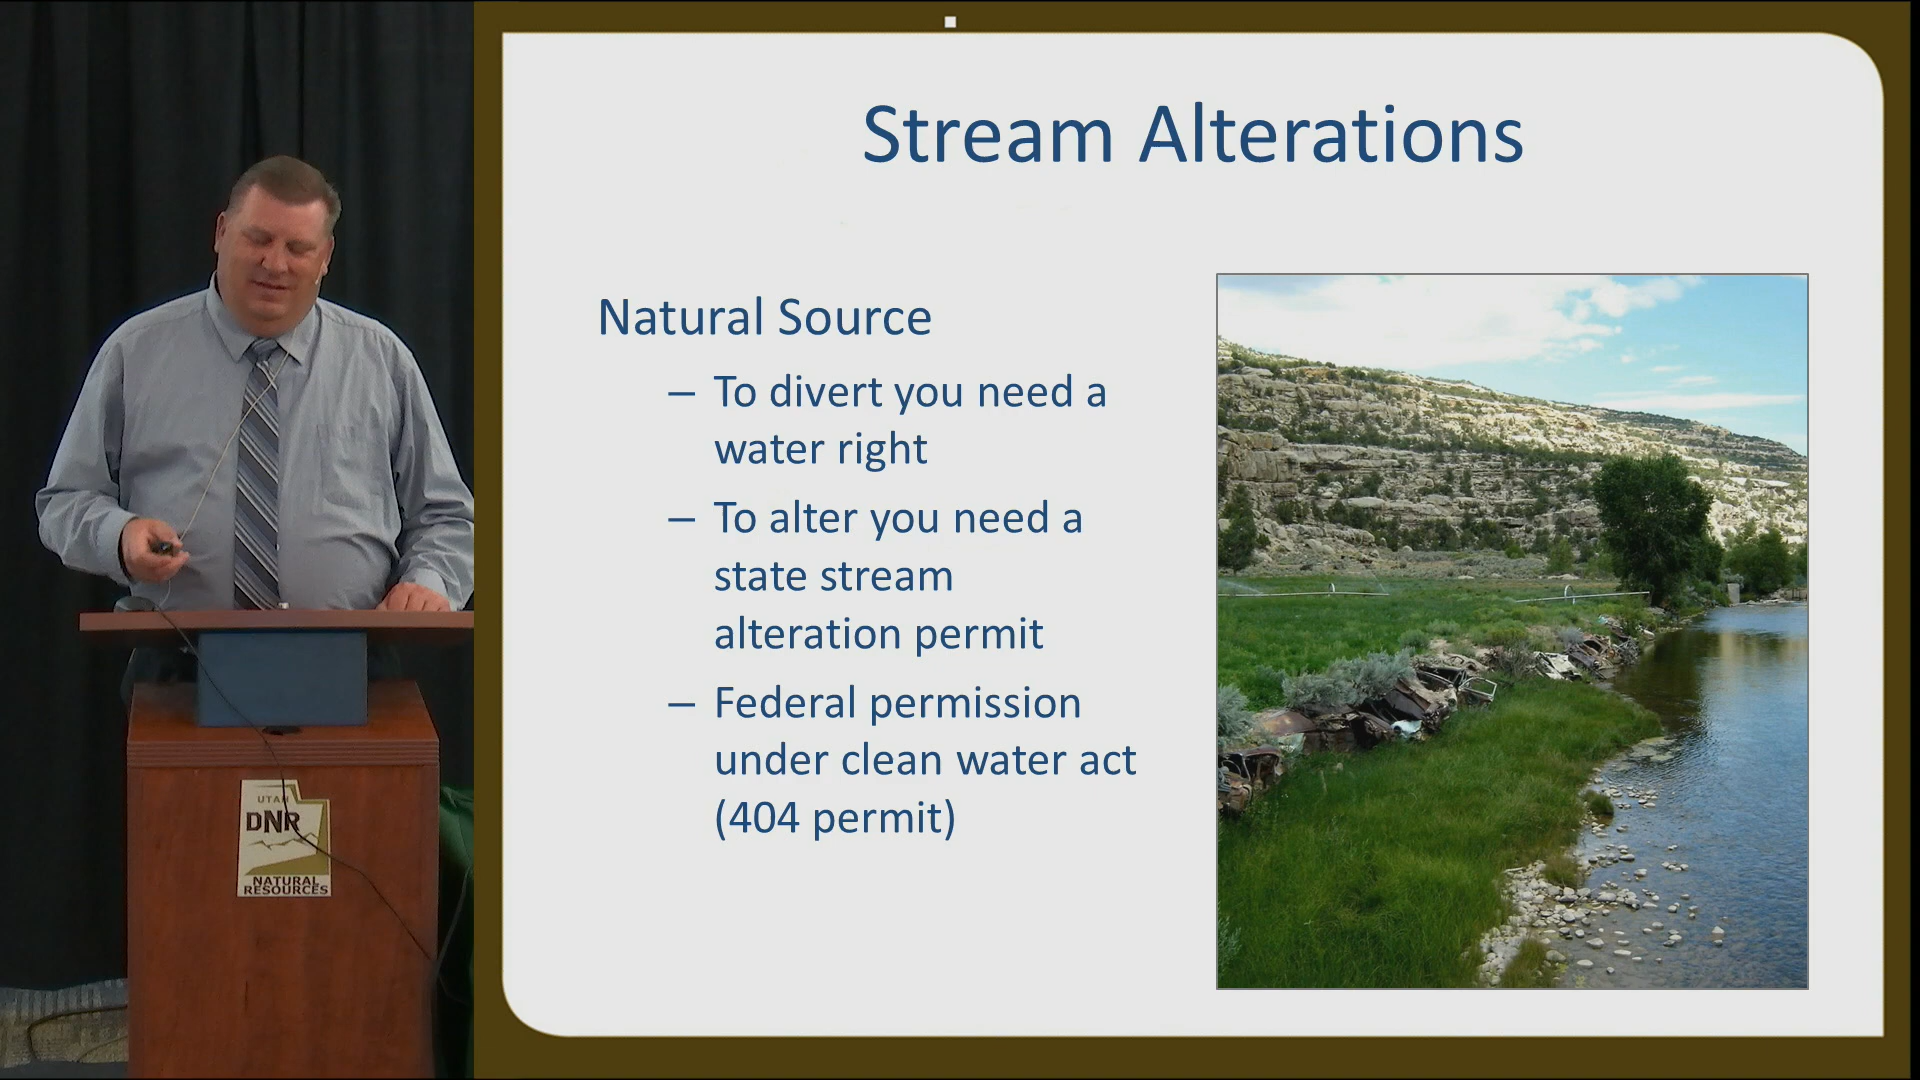 Stream Alterations
Natural Source
– To divert you need a
water right
– To alter you need a
state stream
alteration permit
– Federal permission
under clean water act
(404 permit)
UTAH
DNR
NATURAL
RESOURCES